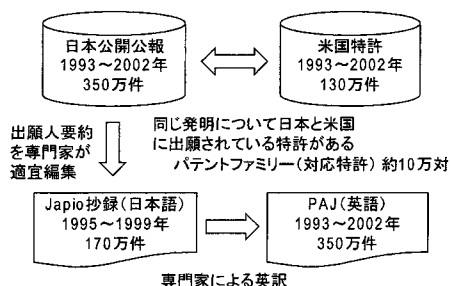 日本公開公報
1993～2002年
350万件
米国特許
1993～2002年
130万件
出願人要約
を専門家が
適宜編集
同じ発明について日本と米国
に出願されている特許がある
パテントファミリー(対応特許) 約10万対
Japio抄録(日本語)
1995～1999年
170万件
PAJ(英語)
1993～2002年
350万件
専門家による英訳